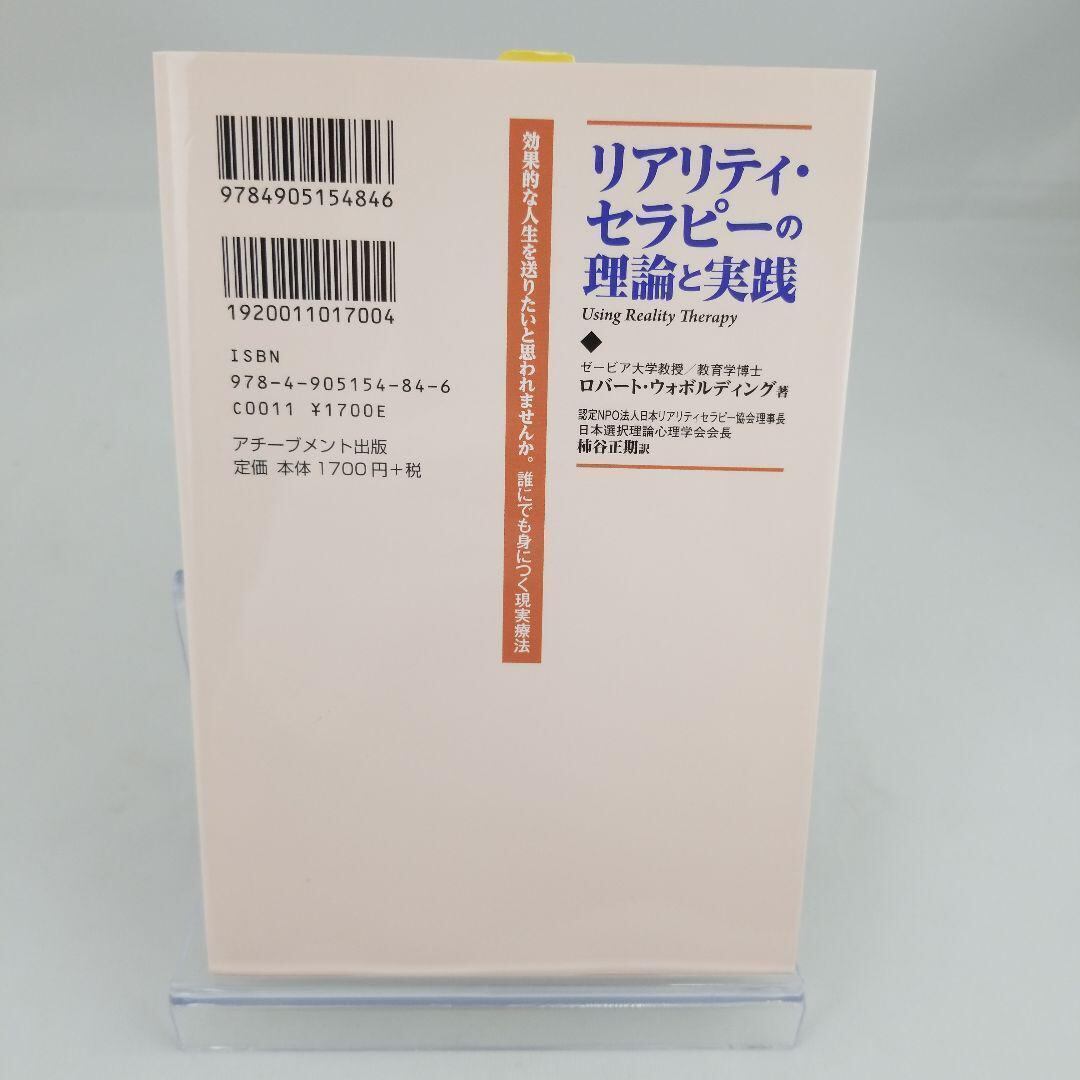 リアリティ・
セラピーの
理論と実践
Using Reality Therapy
◆
ゼービア大学教授／教育学博士
ロバート・ウォボルディング著
認定NPO法人日本リアリティセラピー協会理事長
日本選択理論心理学会会長
柿谷正期訳
効果的な人生を送りたいと思われませんか。誰にでも身につく現実療法
9784905154846
1920011017004
ISBN
978-4-905154-84-6
C0011 ¥1700E
アチーブメント出版
定価 本体1700円+税